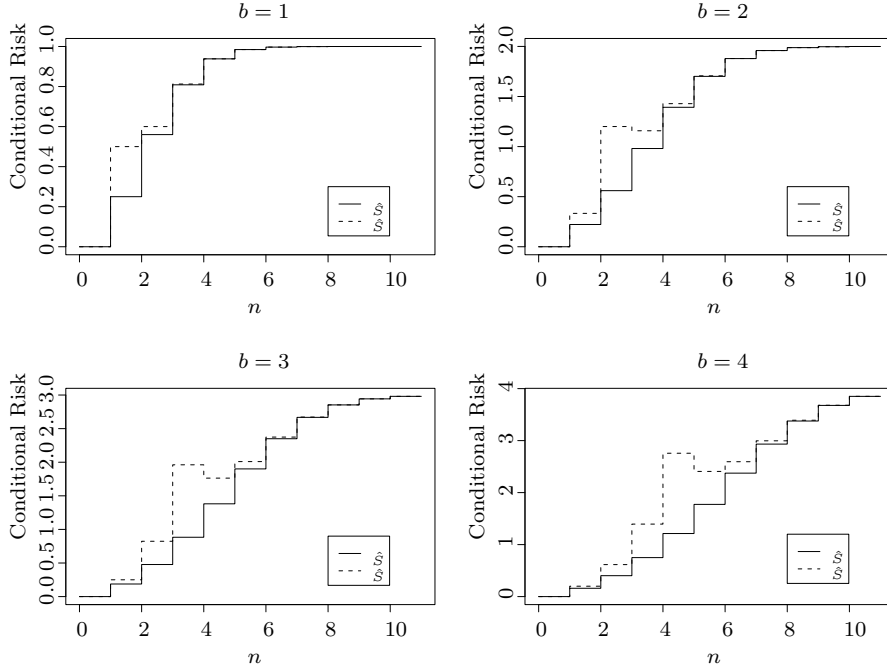 b = 1
Conditional Risk
0.0 0.2 0.4 0.6 0.8 1.0
0 2 4 6 8 10
n
Ŝ
Š
b = 2
Conditional Risk
0.0 0.5 1.0 1.5 2.0
0 2 4 6 8 10
n
b = 3
Conditional Risk
0.0 0.5 1.0 1.5 2.0 2.5 3.0
0 2 4 6 8 10
n
b = 4
Conditional Risk
0 1 2 3 4
0 2 4 6 8 10
n